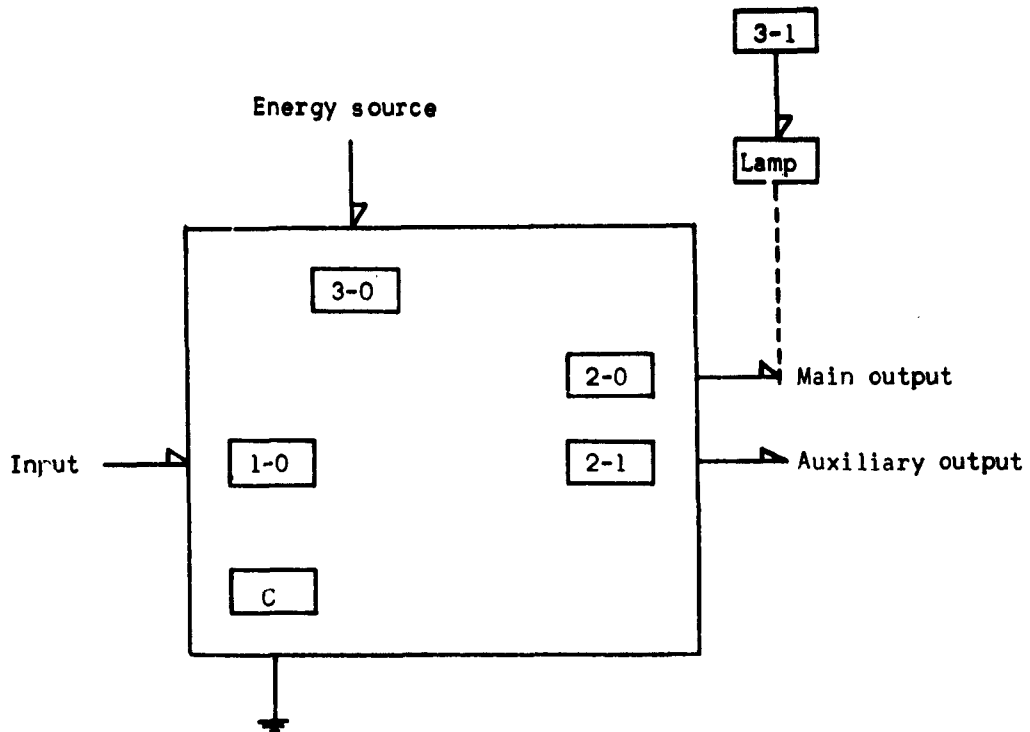 3-1
Energy source
Lamp
3-0
2-0
Main output
Input
1-0
2-1
Auxiliary output
C